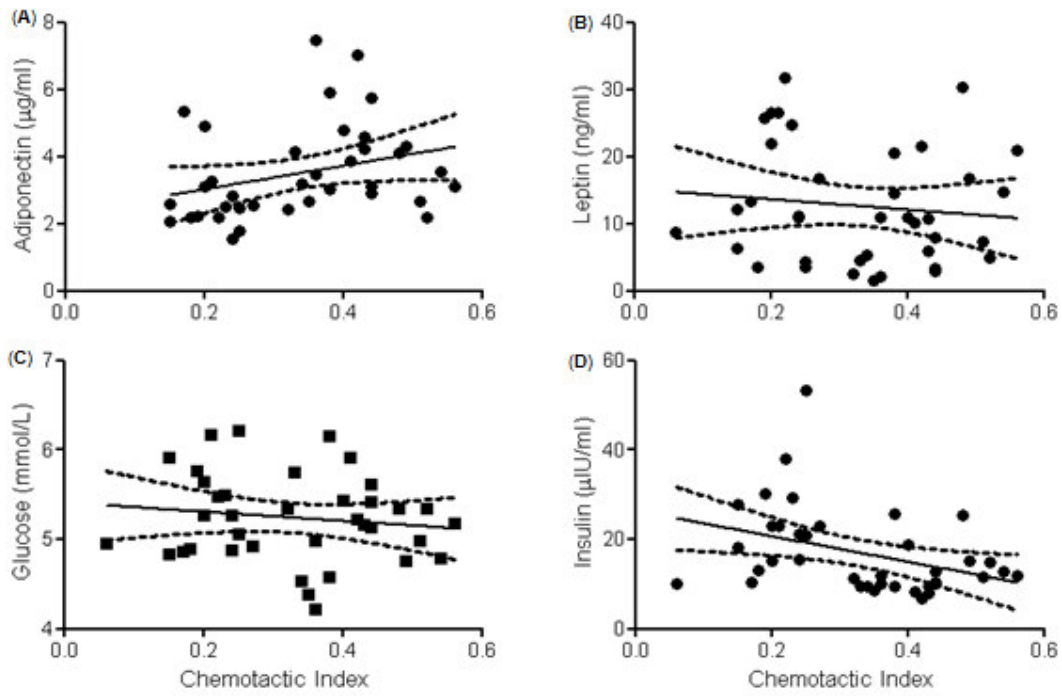 (A)
8
6
4
2
0
Adiponectin (µg/ml)
0.0 0.2 0.4 0.6
(B)
40
30
20
10
0
Leptin (ng/ml)
0.0 0.2 0.4 0.6
(C)
7
6
5
4
Glucose (mmol/L)
0.0 0.2 0.4 0.6
Chemotactic Index
(D)
60
40
20
0
Insulin (µIU/ml)
0.0 0.2 0.4 0.6
Chemotactic Index